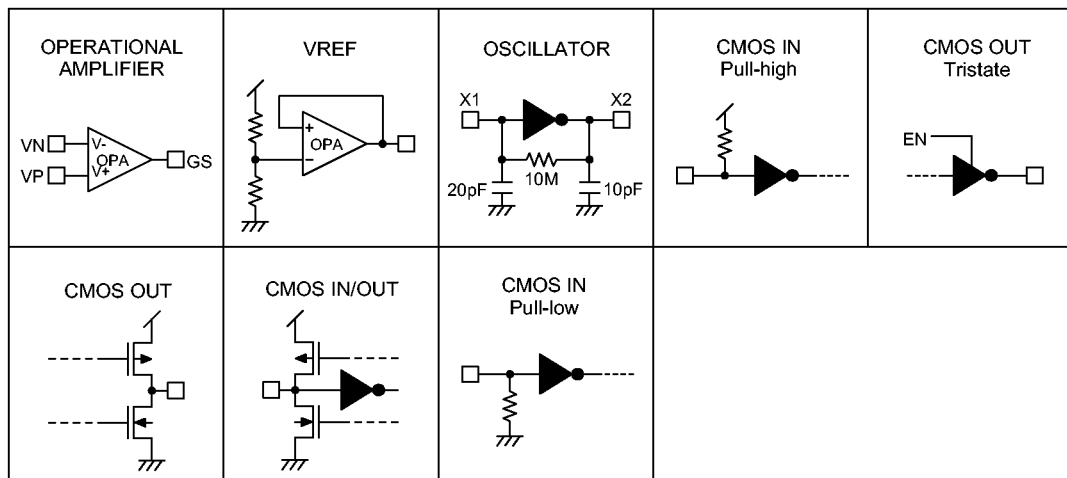 OPERATIONAL
AMPLIFIER
VN
V-
OPA
V+
VP
GS
VREF
+
OPA
−
OSCILLATOR
X1
X2
10M
20pF
10pF
CMOS IN
Pull-high
CMOS OUT
Tristate
EN
CMOS OUT
CMOS IN/OUT
CMOS IN
Pull-low